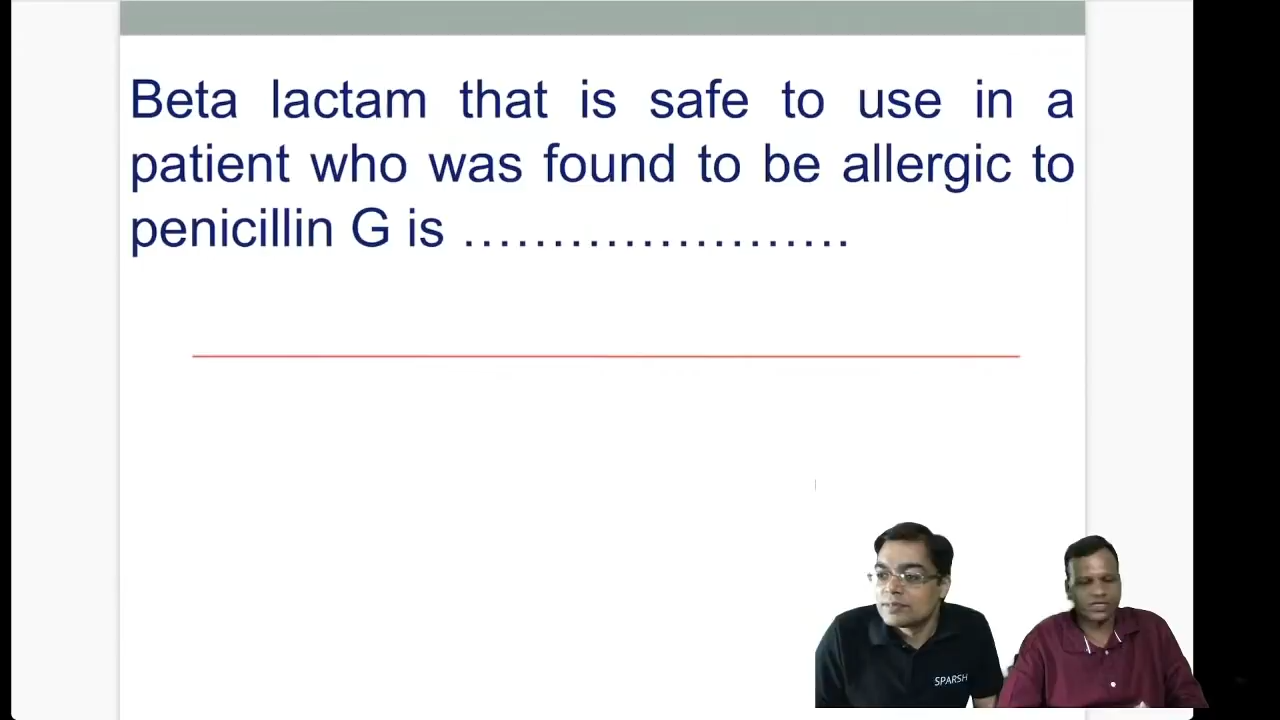 Beta lactam that is safe to use in a
patient who was found to be allergic to
penicillin G is ......................
SPARSH